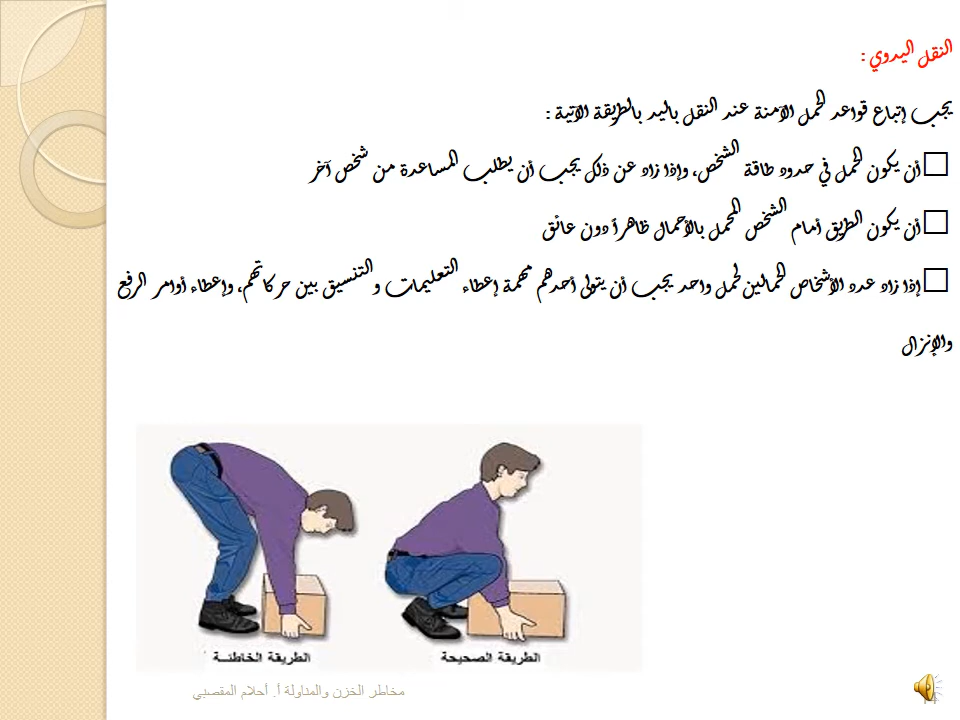 النقل اليدوي :
يجب إتباع قواعد الحمل الآمنة عند النقل باليد بالطريقة الآتية :
□أن يكون الحمل في حدود طاقة الشخص، وإذا زاد عن ذلك يجب أن يطلب المساعدة من شخص آخر
□أن يكون الطريق أمام الشخص المحمل بالأحمال ظاهراً دون عائق
□إذا زاد عدد الأشخاص الحمالين لحمل واحد يجب أن يتولى أحدهم مهمة إعطاء التعليمات والتنسيق بين حركاتهم، وإعطاء أوامر الرفع
والإنزال
الطريقة الصحيحة
الطريقة الخاطئة
مخاطر الخزن والمناولة أ. أحلام المقصبي